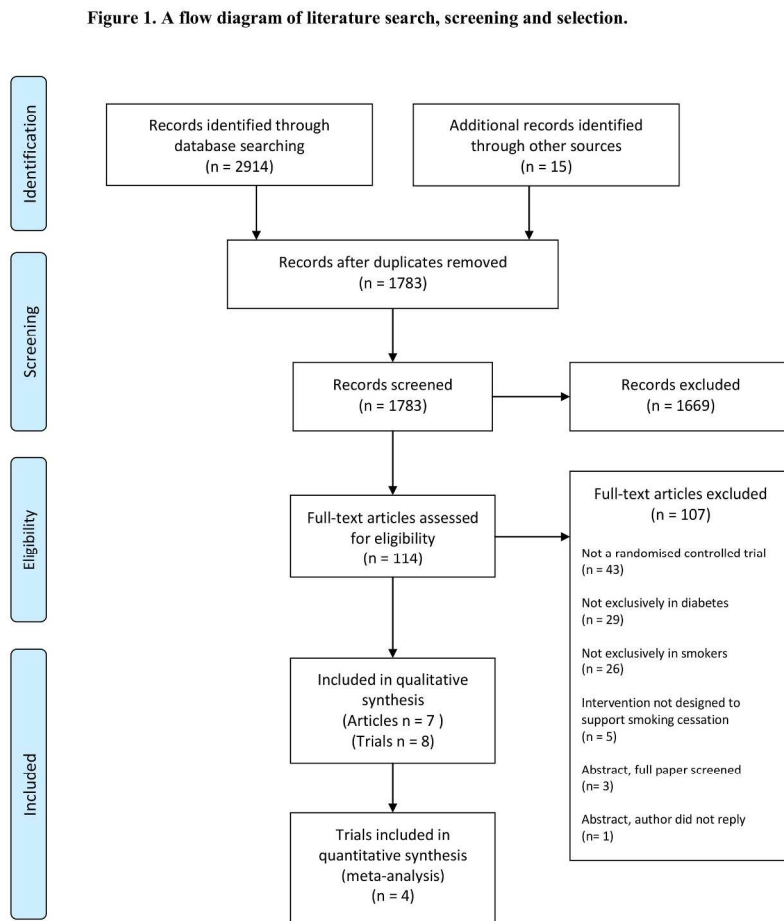 Figure 1. A flow diagram of literature search, screening and selection.
Identification
Records identified through
database searching
(n = 2914)
Additional records identified
through other sources
(n = 15)
Screening
Records after duplicates removed
(n = 1783)
Records screened
(n = 1783)
Records excluded
(n = 1669)
Eligibility
Full-text articles assessed
for eligibility
(n = 114)
Full-text articles excluded
(n = 107)
Not a randomised controlled trial
(n = 43)
Not exclusively in diabetes
(n = 29)
Not exclusively in smokers
(n = 26)
Intervention not designed to
support smoking cessation
(n = 5)
Abstract, full paper screened
(n= 3)
Abstract, author did not reply
(n= 1)
Included
Included in qualitative
synthesis
(Articles n = 7 )
(Trials n = 8)
Trials included in
quantitative synthesis
(meta-analysis)
(n = 4)